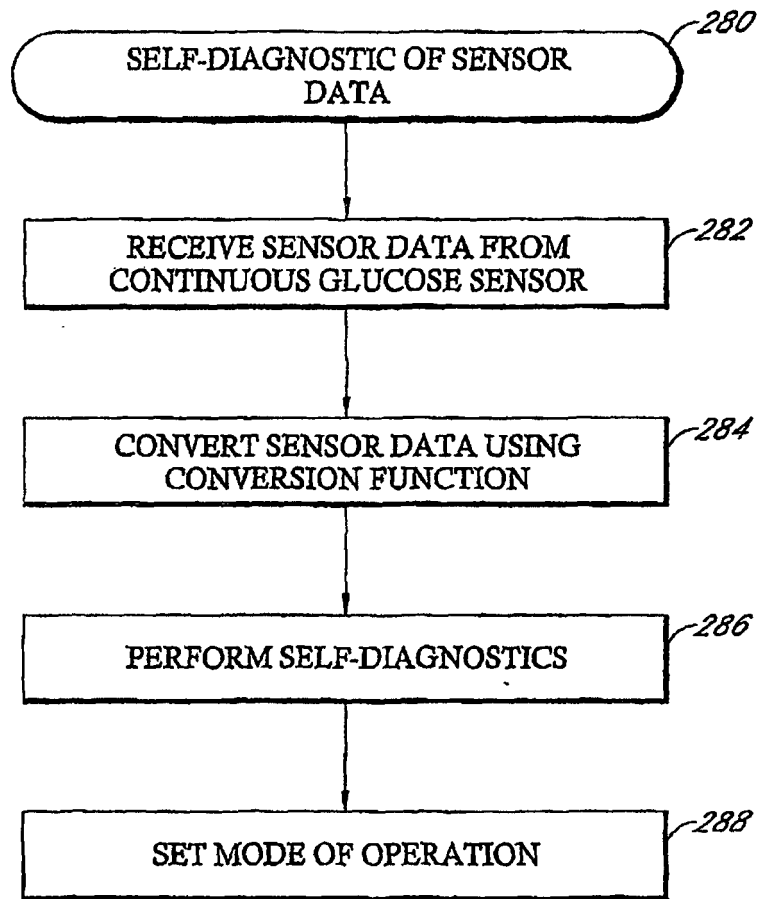 280
SELF-DIAGNOSTIC OF SENSOR
DATA
282
RECEIVE SENSOR DATA FROM
CONTINUOUS GLUCOSE SENSOR
284
CONVERT SENSOR DATA USING
CONVERSION FUNCTION
286
PERFORM SELF-DIAGNOSTICS
288
SET MODE OF OPERATION